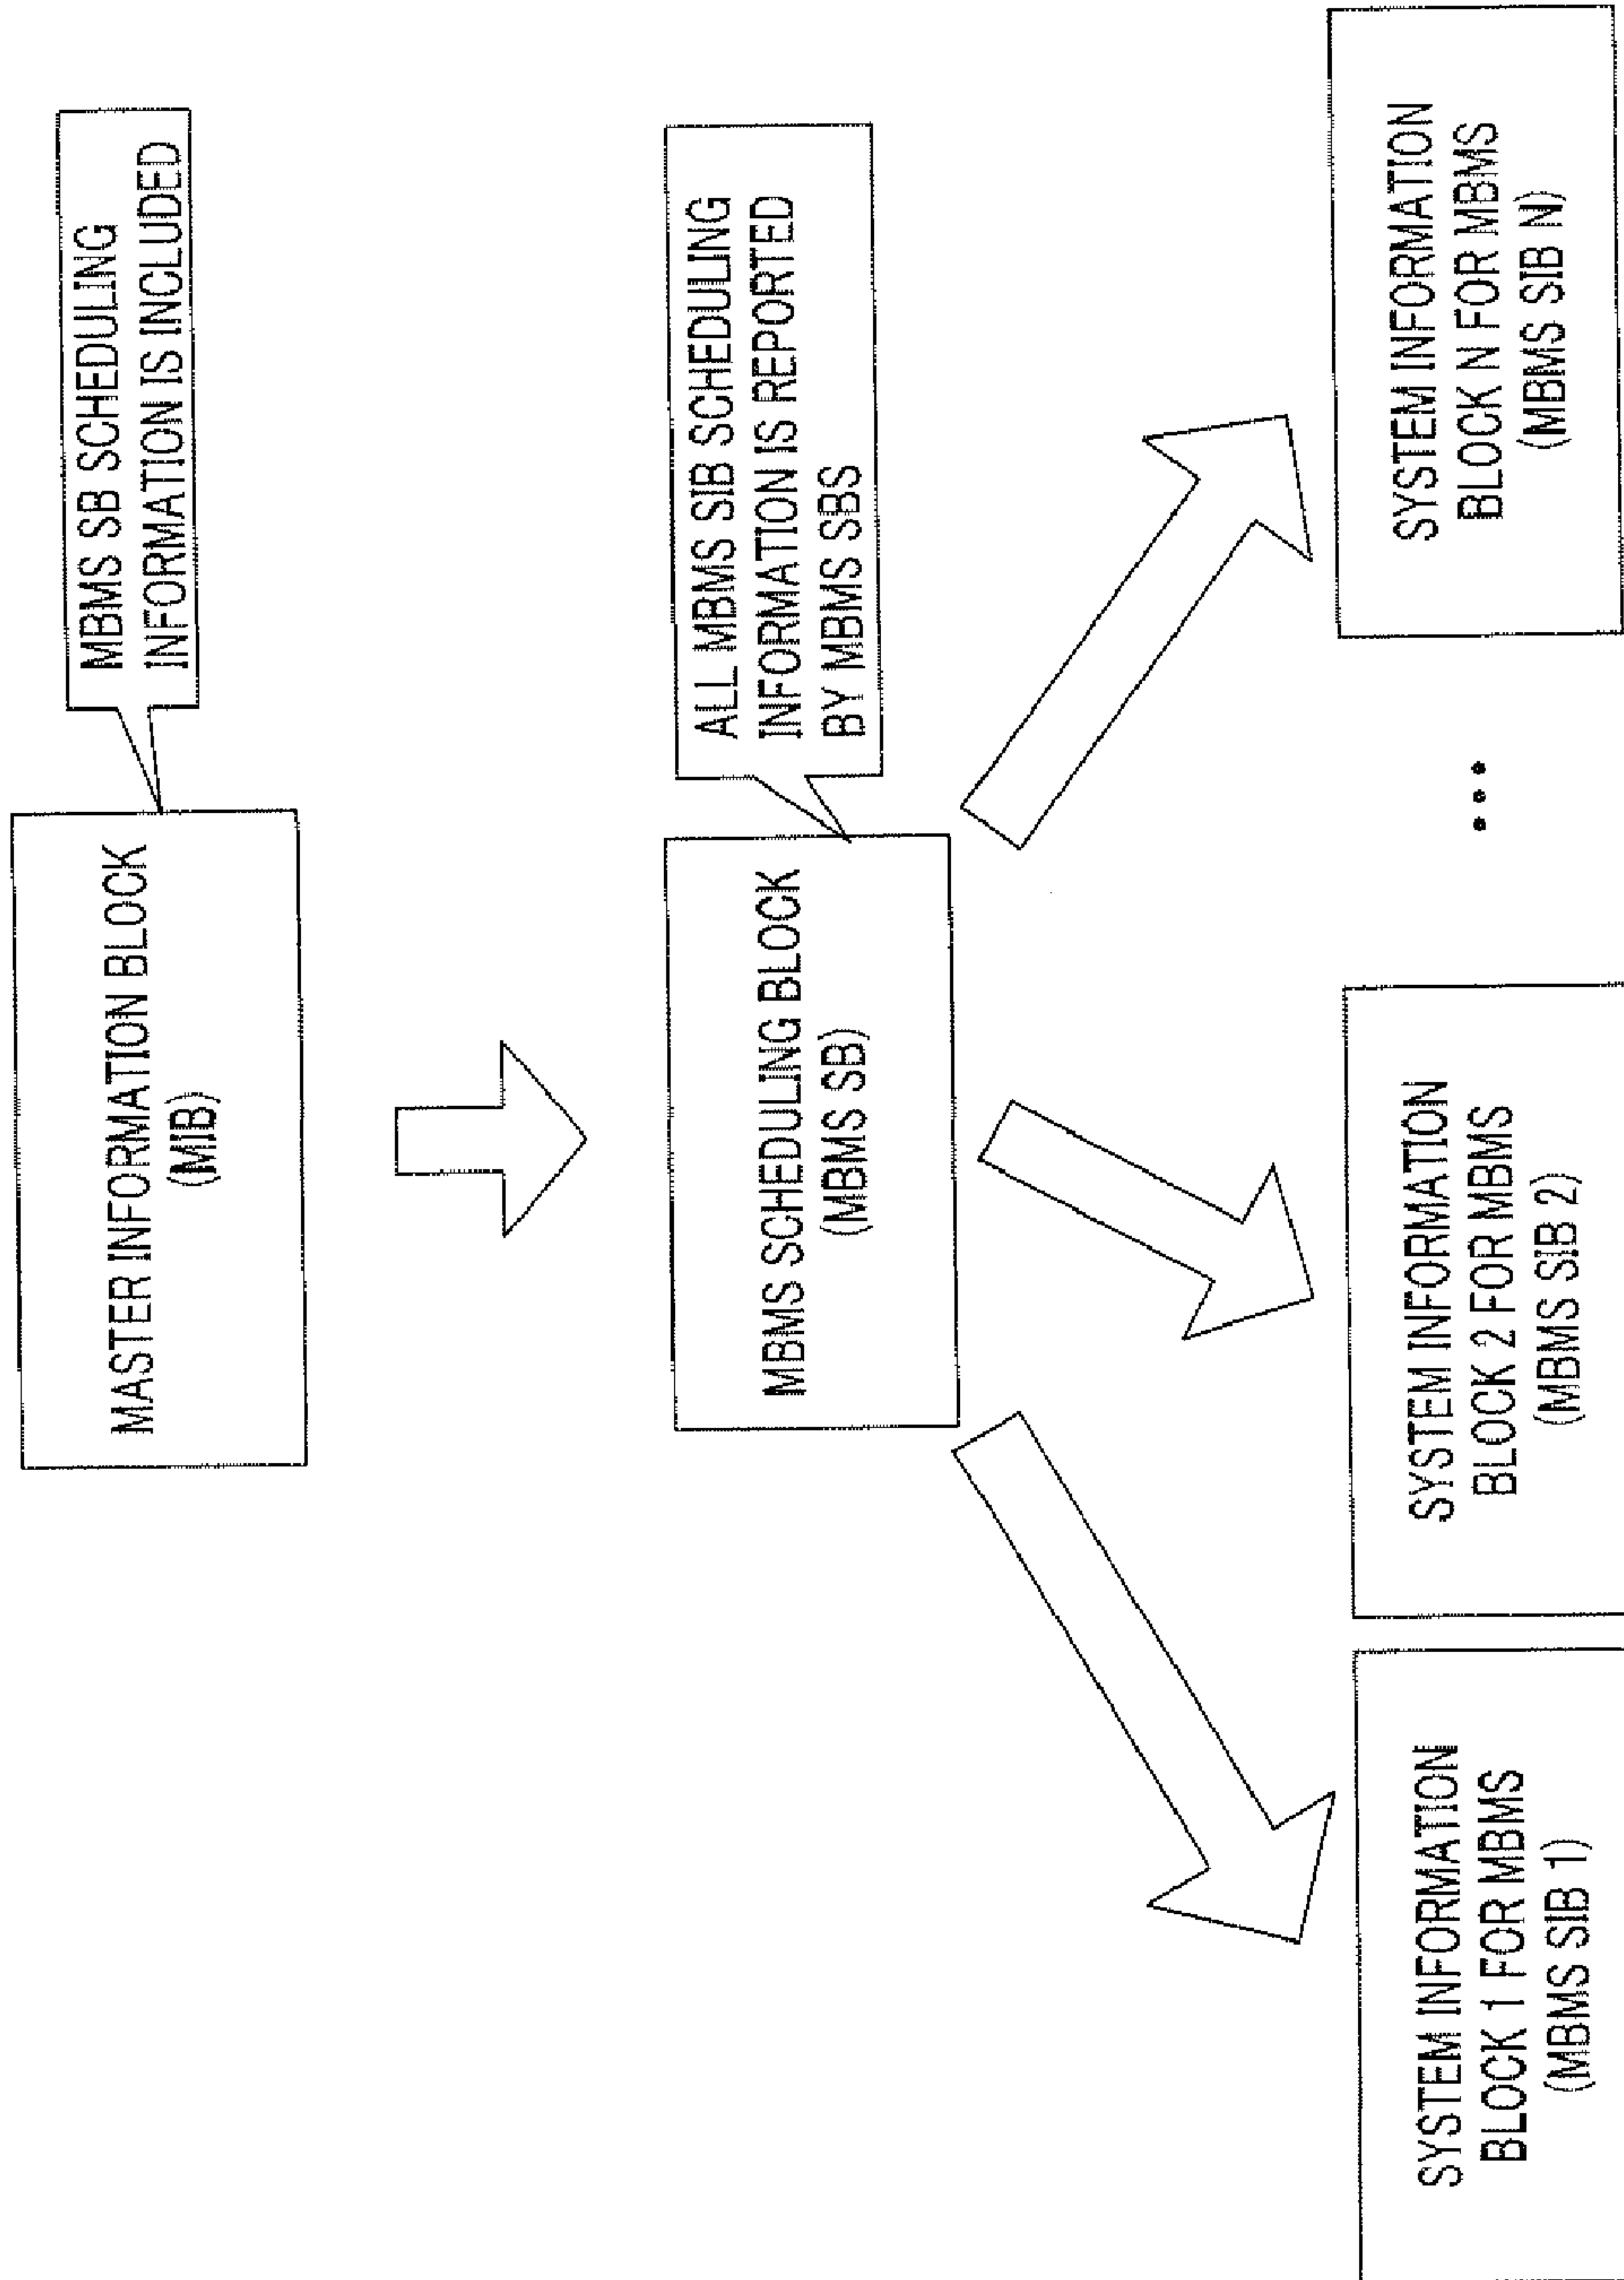 MBMS SB SCHEDULING
INFORMATION IS INCLUDED
MASTER INFORMATION BLOCK
(MIB)
ALL MBMS SIB SCHEDULING
INFORMATION IS REPORTED
BY MBMS SBS
MBMS SCHEDULING BLOCK
(MBMS SB)
SYSTEM INFORMATION
BLOCK 1 FOR MBMS
(MBMS SIB 1)
SYSTEM INFORMATION
BLOCK 2 FOR MBMS
(MBMS SIB 2)
...
SYSTEM INFORMATION
BLOCK N FOR MBMS
(MBMS SIB N)